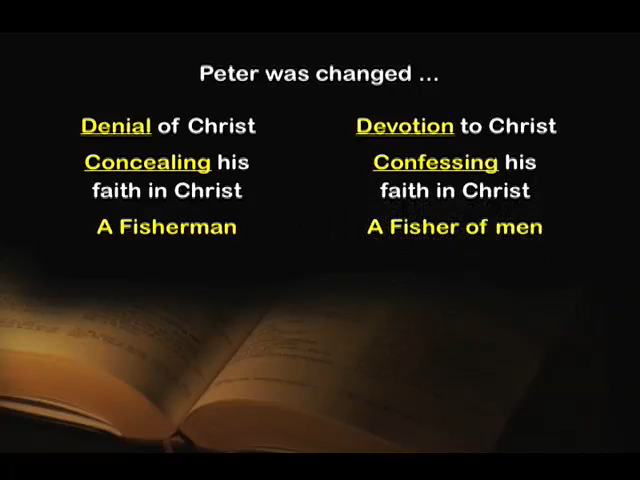 Peter was changed ...
Denial of Christ
Concealing his
faith in Christ
A Fisherman
Devotion to Christ
Confessing his
faith in Christ
A Fisher of men